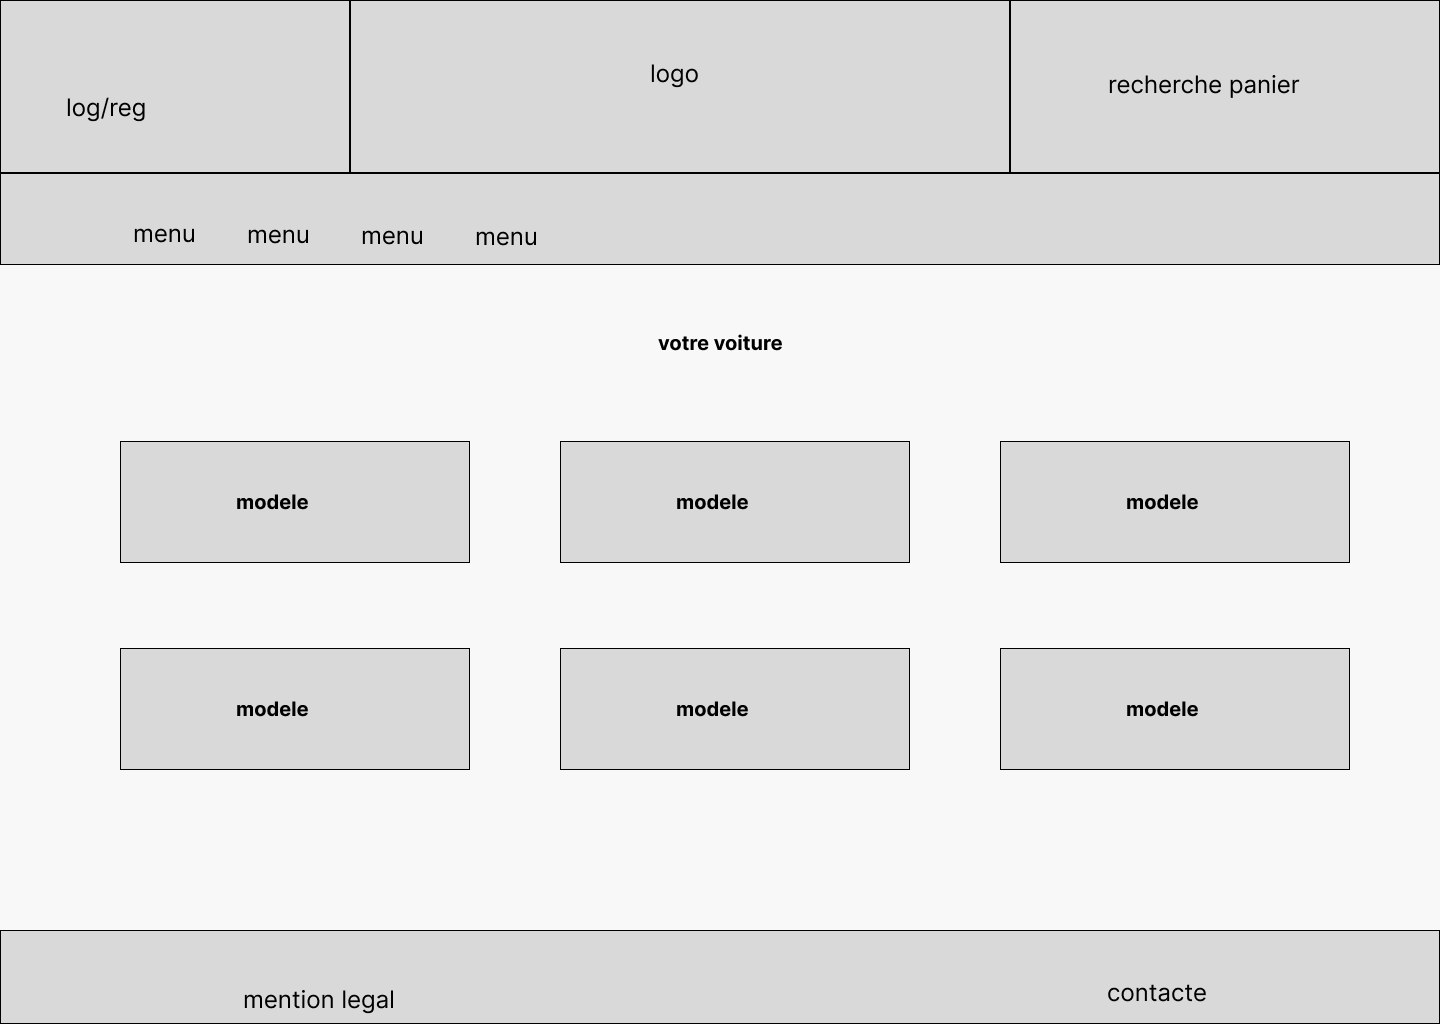 log/reg
logo
recherche panier
menu menu menu menu
votre voiture
modele modele modele
modele modele modele
mention legal
contacte